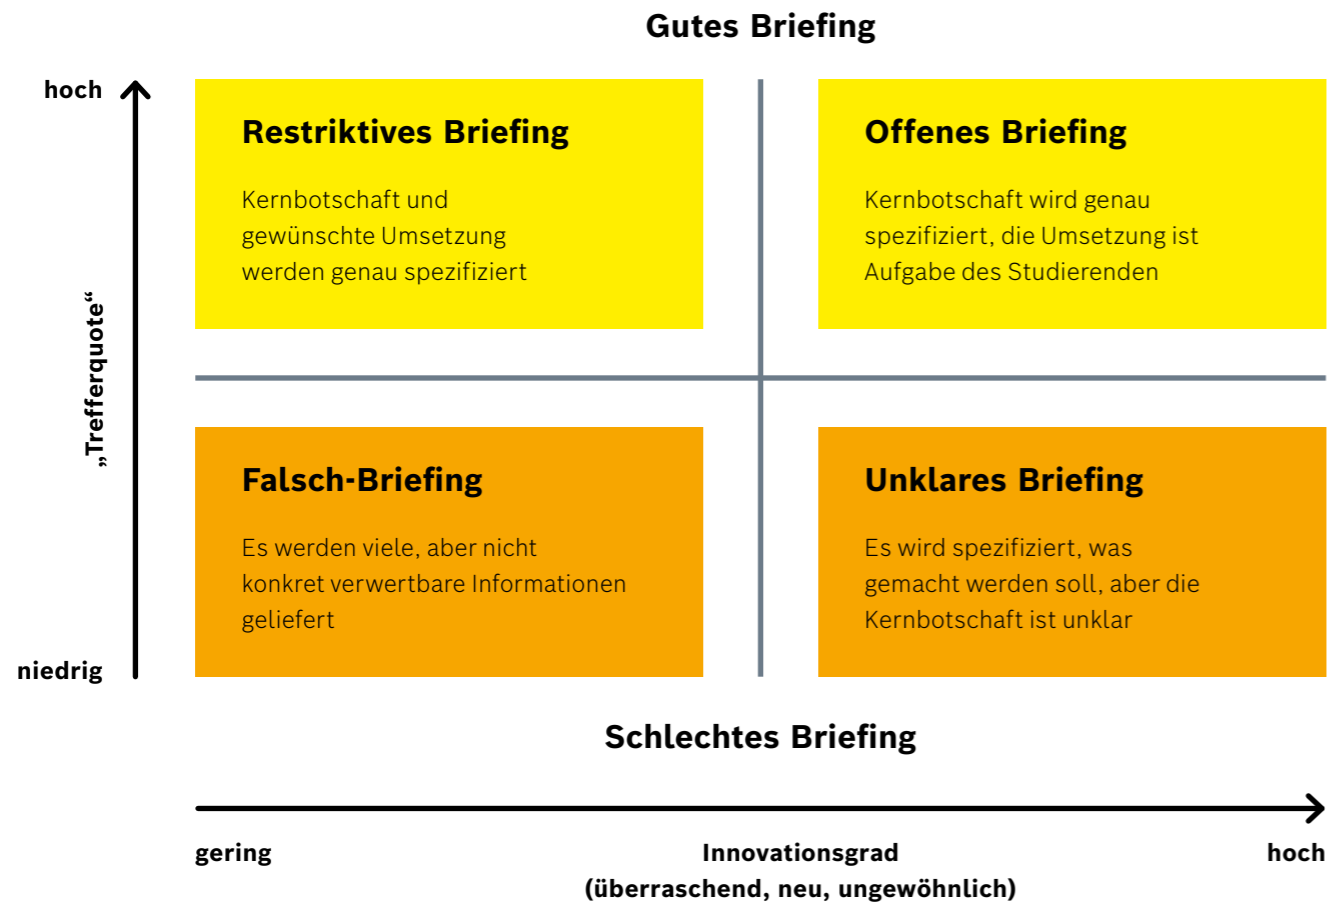 Gutes Briefing
hoch
Restriktives Briefing
Kernbotschaft und
gewünschte Umsetzung
werden genau spezifiziert
Offenes Briefing
Kernbotschaft wird genau
spezifiziert, die Umsetzung ist
Aufgabe des Studierenden
„Trefferquote“
Falsch-Briefing
Es werden viele, aber nicht
konkret verwertbare Informationen
geliefert
Unklares Briefing
Es wird spezifiziert, was
gemacht werden soll, aber die
Kernbotschaft ist unklar
niedrig
Schlechtes Briefing
gering
Innovationsgrad
(überraschend, neu, ungewöhnlich)
hoch